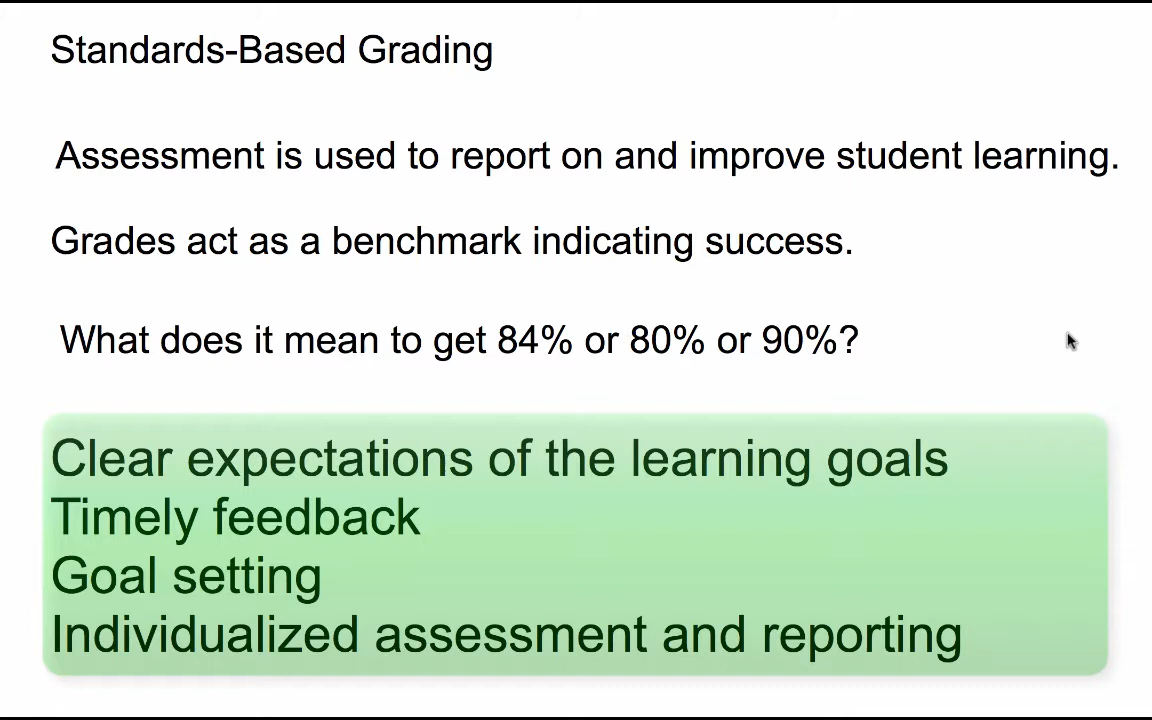 Standards-Based Grading
Assessment is used to report on and improve student learning.
Grades act as a benchmark indicating success.
What does it mean to get 84% or 80% or 90%?
Clear expectations of the learning goals
Timely feedback
Goal setting
Individualized assessment and reporting